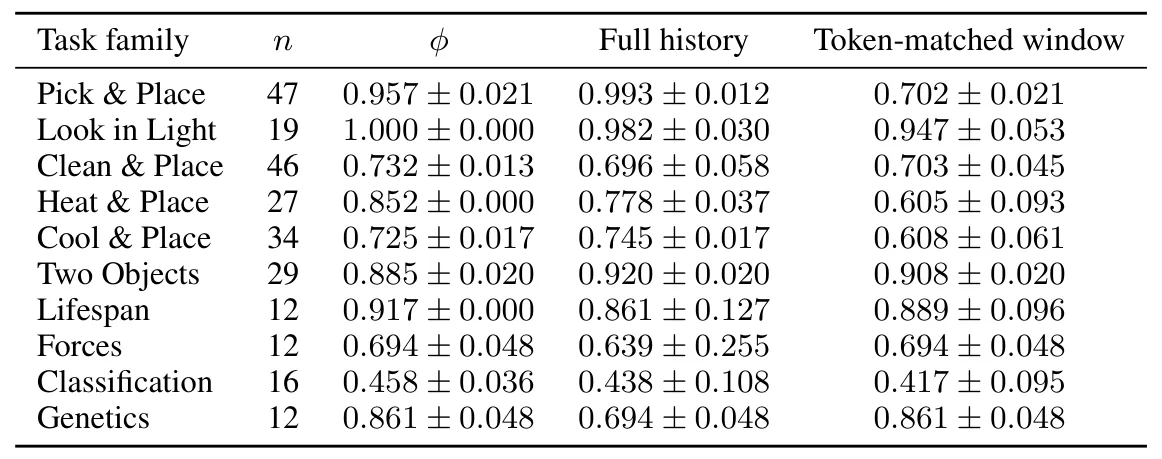 Task family n ϕ Full history Token-matched window
Pick & Place 47 0.957 ± 0.021 0.993 ± 0.012 0.702 ± 0.021
Look in Light 19 1.000 ± 0.000 0.982 ± 0.030 0.947 ± 0.053
Clean & Place 46 0.732 ± 0.013 0.696 ± 0.058 0.703 ± 0.045
Heat & Place 27 0.852 ± 0.000 0.778 ± 0.037 0.605 ± 0.093
Cool & Place 34 0.725 ± 0.017 0.745 ± 0.017 0.608 ± 0.061
Two Objects 29 0.885 ± 0.020 0.920 ± 0.020 0.908 ± 0.020
Lifespan 12 0.917 ± 0.000 0.861 ± 0.127 0.889 ± 0.096
Forces 12 0.694 ± 0.048 0.639 ± 0.255 0.694 ± 0.048
Classification 16 0.458 ± 0.036 0.438 ± 0.108 0.417 ± 0.095
Genetics 12 0.861 ± 0.048 0.694 ± 0.048 0.861 ± 0.048